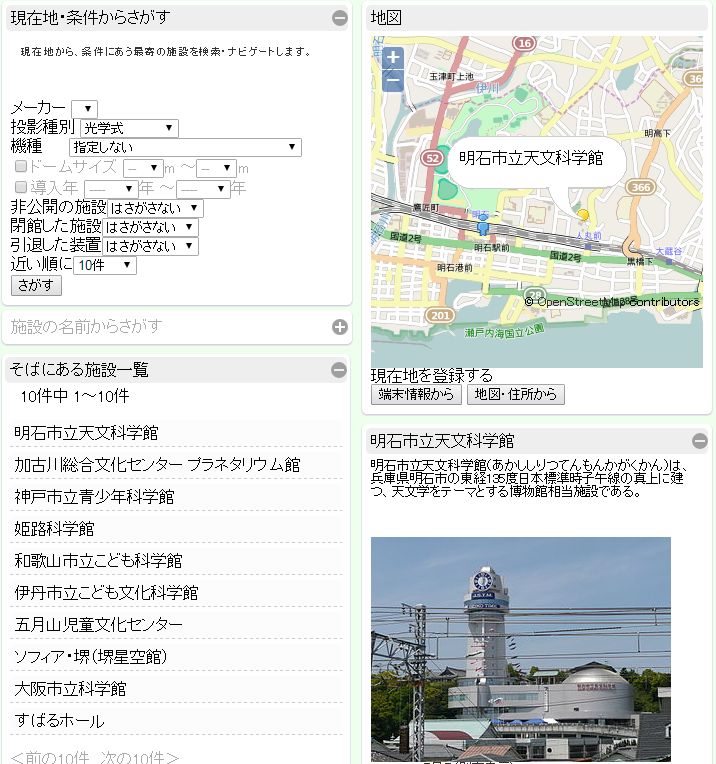 現在地・条件からさがす
現在地から、条件にあう最寄の施設を検索・ナビゲートします。
メーカー
投影種別 光学式
機種 指定しない
ドームサイズ -- m ～ -- m
導入年 ---- 年 ～ ---- 年
非公開の施設 はさがさない
閉館した施設 はさがさない
引退した装置 はさがさない
近い順に 10件
さがす
施設の名前からさがす
そばにある施設一覧
10件中 1～10件
明石市立天文科学館
加古川総合文化センター プラネタリウム館
神戸市立青少年科学館
姫路科学館
和歌山市立こども科学館
伊丹市立こども文化科学館
五月山児童文化センター
ソフィア・堺(堺星空館)
大阪市立科学館
すばるホール
＜前の10件 次の10件＞
地図
+
−
16
玉津町上池
伊川
366
明高下
52
明石市立天文科学館
366
鷹匠町
明石
人丸前
国道2号
明石駅前
国道2号
大蔵谷
黒橋下
明石港前
28
© OpenStreetMap contributors
201
瀬戸内海国立公園
現在地を登録する
端末情報から 地図・住所から
明石市立天文科学館
明石市立天文科学館(あかししりつてんもんかがくかん)は、
兵庫県明石市の東経135度日本標準時子午線の真上に建
つ、天文学をテーマとする博物館相当施設である。
J.S.T.M.
SEIKO TIME